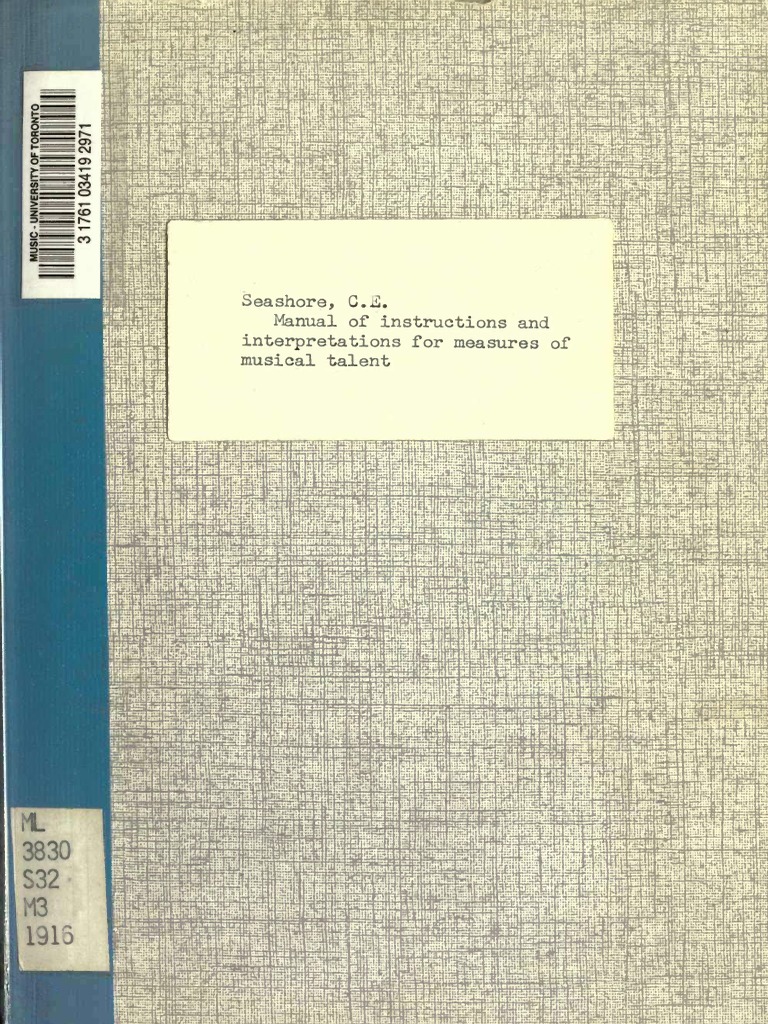 MUSIC - UNIVERSITY OF TORONTO
3 1761 03419 2971
Seashore, C.E.
Manual of instructions and
interpretations for measures of
musical talent
ML
3830
S32
M3
1916